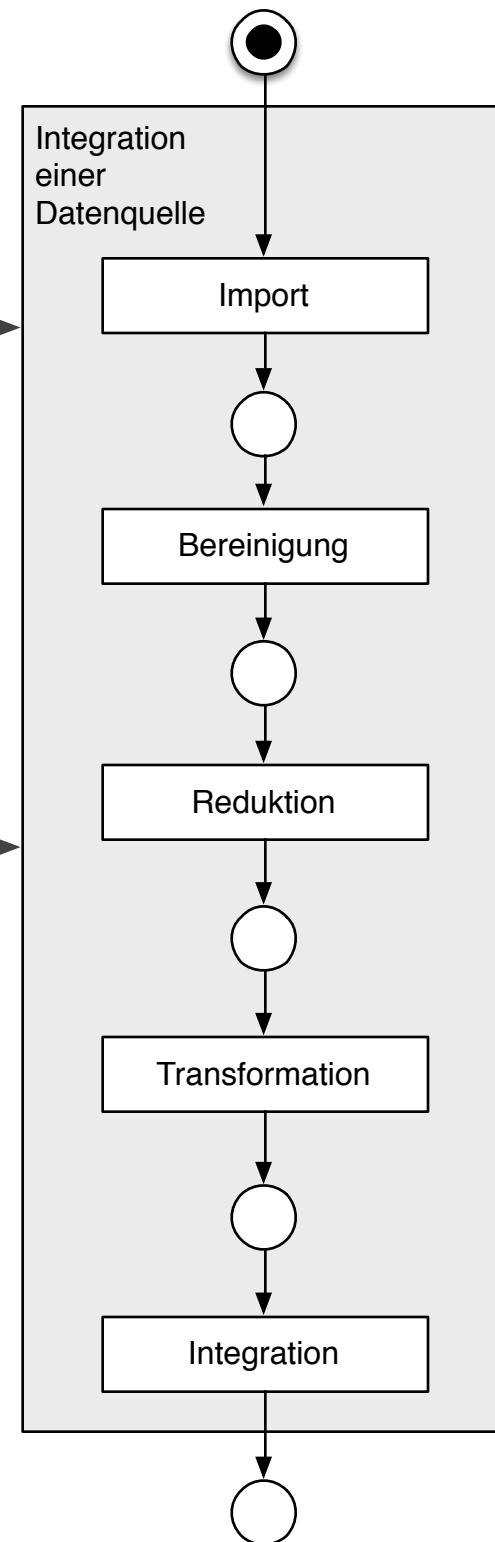 Integration
einer
Datenquelle
Import
Bereinigung
Reduktion
Transformation
Integration